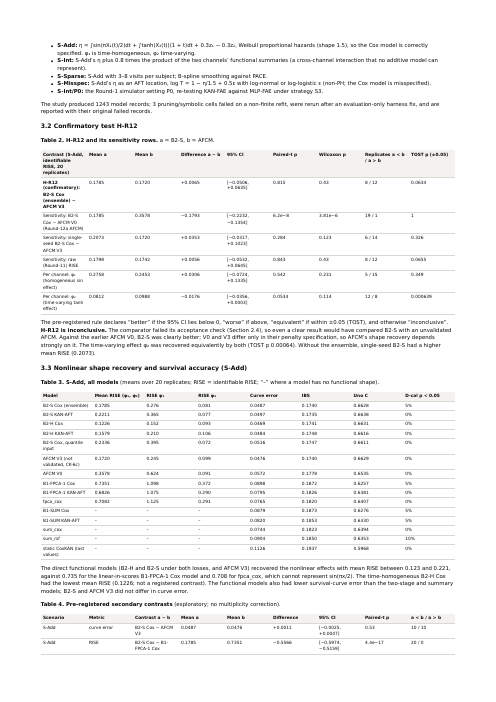 • S-Add: η = ∫sin(πX₁(t)/2)dt + ∫tanh(X₂(t))(1 + t)dt + 0.3z₁ − 0.3z₂, Weibull proportional hazards (shape 1.5), so the Cox model is correctly
specified. φ₁ is time-homogeneous, φ₂ time-varying.
• S-Int: S-Add's η plus 0.8 times the product of the two channels' functional summaries (a cross-channel interaction that no additive model can
represent).
• S-Sparse: S-Add with 3–8 visits per subject; B-spline smoothing against PACE.
• S-Misspec: S-Add's η as an AFT location, log T = 1 − η/1.5 + 0.5ε with log-normal or log-logistic ε (non-PH; the Cox model is misspecified).
• S-Int/P0: the Round-1 simulator setting P0, re-testing KAN-AFE against MLP-AFE under strategy S3.
The study produced 1243 model records; 3 pruning/symbolic cells failed on a non-finite refit, were rerun after an evaluation-only harness fix, and are
reported with their original failed records.
3.2 Confirmatory test H-R12
Table 2. H-R12 and its sensitivity rows. a = B2-S, b = AFCM.
Contrast (S-Add, identifiable RISE, 20 replicates) Mean a Mean b Difference a − b 95% CI Paired-t p Wilcoxon p Replicates a < b / a > b TOST p (±0.05)
H-R12 (confirmatory): B2-S Cox (ensemble) − AFCM V3 0.1785 0.1720 +0.0065 [−0.0506, +0.0635] 0.815 0.43 8 / 12 0.0634
Sensitivity: B2-S Cox − AFCM V0 (Round-12a AFCM) 0.1785 0.3578 −0.1793 [−0.2232, −0.1354] 6.2e−8 3.81e−6 19 / 1 1
Sensitivity: single-seed B2-S Cox − AFCM V3 0.2073 0.1720 +0.0353 [−0.0317, +0.1023] 0.284 0.123 6 / 14 0.326
Sensitivity: raw (Round-11) RISE 0.1798 0.1742 +0.0056 [−0.0532, +0.0645] 0.843 0.43 8 / 12 0.0655
Per channel: φ₁ (homogeneous sin effect) 0.2758 0.2453 +0.0306 [−0.0724, +0.1335] 0.542 0.231 5 / 15 0.349
Per channel: φ₂ (time-varying tanh effect) 0.0812 0.0988 −0.0176 [−0.0356, +0.0003] 0.0534 0.114 12 / 8 0.000639
The pre-registered rule declares "better" if the 95% CI lies below 0, "worse" if above, "equivalent" if within ±0.05 (TOST), and otherwise "inconclusive".
H-R12 is inconclusive. The comparator failed its acceptance check (Section 2.4), so even a clear result would have compared B2-S with an unvalidated
AFCM. Against the earlier AFCM V0, B2-S was clearly better; V0 and V3 differ only in their penalty specification, so AFCM's shape recovery depends
strongly on it. The time-varying effect φ₂ was recovered equivalently by both (TOST p 0.00064). Without the ensemble, single-seed B2-S had a higher
mean RISE (0.2073).
3.3 Nonlinear shape recovery and survival accuracy (S-Add)
Table 3. S-Add, all models (means over 20 replicates; RISE = identifiable RISE; "–" where a model has no functional shape).
Model Mean RISE (φ₁, φ₂) RISE φ₁ RISE φ₂ Curve error IBS Uno C D-cal p < 0.05
B2-S Cox (ensemble) 0.1785 0.276 0.081 0.0487 0.1740 0.6628 5%
B2-S KAN-AFT 0.2211 0.365 0.077 0.0497 0.1735 0.6638 0%
B2-H Cox 0.1226 0.152 0.093 0.0469 0.1741 0.6631 0%
B2-H KAN-AFT 0.1579 0.210 0.106 0.0484 0.1748 0.6616 0%
B2-S Cox, quantile input 0.2336 0.395 0.072 0.0516 0.1747 0.6611 0%
AFCM V3 (not validated, CK-6c) 0.1720 0.245 0.099 0.0476 0.1740 0.6629 0%
AFCM V0 0.3578 0.624 0.091 0.0572 0.1778 0.6535 0%
B1-FPCA-1 Cox 0.7351 1.098 0.372 0.0898 0.1872 0.6257 5%
B1-FPCA-1 KAN-AFT 0.6826 1.075 0.290 0.0795 0.1826 0.6381 0%
fpca_cox 0.7082 1.125 0.291 0.0765 0.1820 0.6407 0%
B1-SUM Cox – – – 0.0879 0.1873 0.6276 5%
B1-SUM KAN-AFT – – – 0.0820 0.1853 0.6330 5%
sum_cox – – – 0.0744 0.1823 0.6394 0%
sum_rsf – – – 0.0904 0.1850 0.6353 10%
static CoxKAN (last values) – – – 0.1126 0.1937 0.5968 0%
The direct functional models (B2-H and B2-S under both losses, and AFCM V3) recovered the nonlinear effects with mean RISE between 0.123 and 0.221,
against 0.735 for the linear-in-scores B1-FPCA-1 Cox model and 0.708 for fpca_cox, which cannot represent sin(πx/2). The time-homogeneous B2-H Cox
had the lowest mean RISE (0.1226; not a registered contrast). The functional models also had lower survival-curve error than the two-stage and summary
models; B2-S and AFCM V3 did not differ in curve error.
Table 4. Pre-registered secondary contrasts (exploratory; no multiplicity correction).
Scenario Metric Contrast a − b Mean a Mean b Difference 95% CI Paired-t p a < b / a > b
S-Add curve error B2-S Cox − AFCM V3 0.0487 0.0476 +0.0011 [−0.0025, +0.0047] 0.53 10 / 10
S-Add RISE B2-S Cox − B1-FPCA-1 Cox 0.1785 0.7351 −0.5566 [−0.5974, −0.5159] 4.4e−17 20 / 0